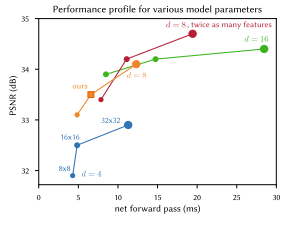 Performance profile for various model parameters
35
34
33
32
PSNR (dB)
d = 8, twice as many features
d = 16
d = 8
ours
32x32
16x16
8x8
d = 4
0 5 10 15 20 25 30
net forward pass (ms)